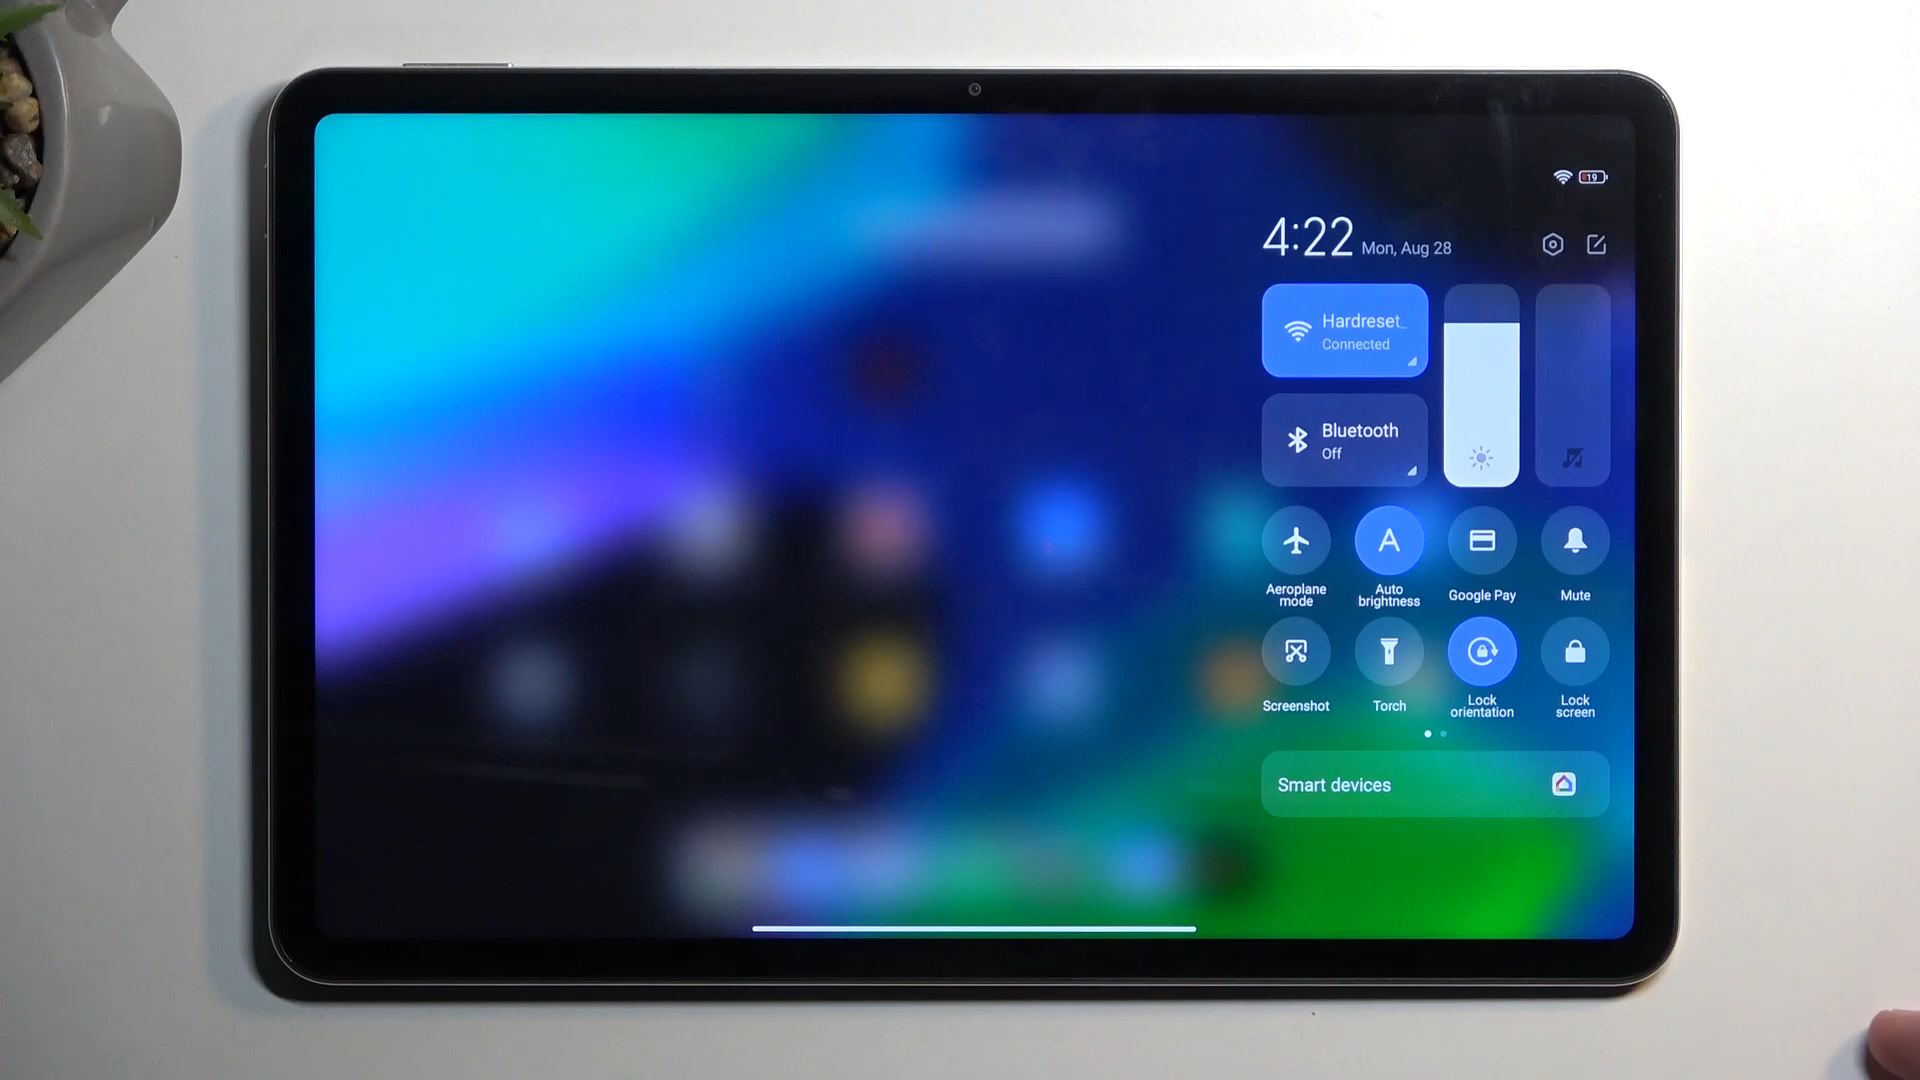 19
4:22 Mon, Aug 28
Hardreset_
Connected
Bluetooth
Off
Aeroplane
mode
Auto
brightness
Google Pay
Mute
Screenshot
Torch
Lock
orientation
Lock
screen
Smart devices